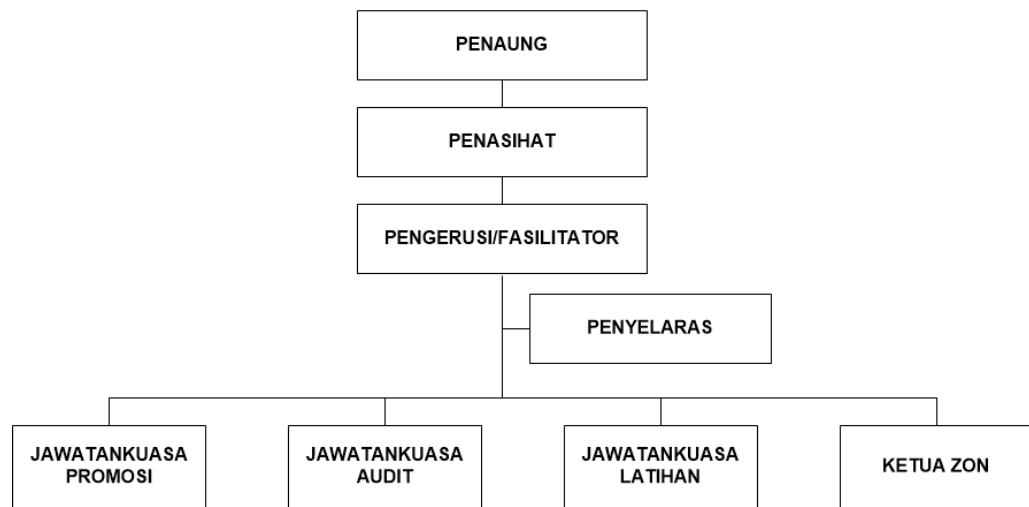 PENAUNG
PENASIHAT
PENGERUSI/FASILITATOR
PENYELARAS
JAWATANKUASA
PROMOSI
JAWATANKUASA
AUDIT
JAWATANKUASA
LATIHAN
KETUA ZON